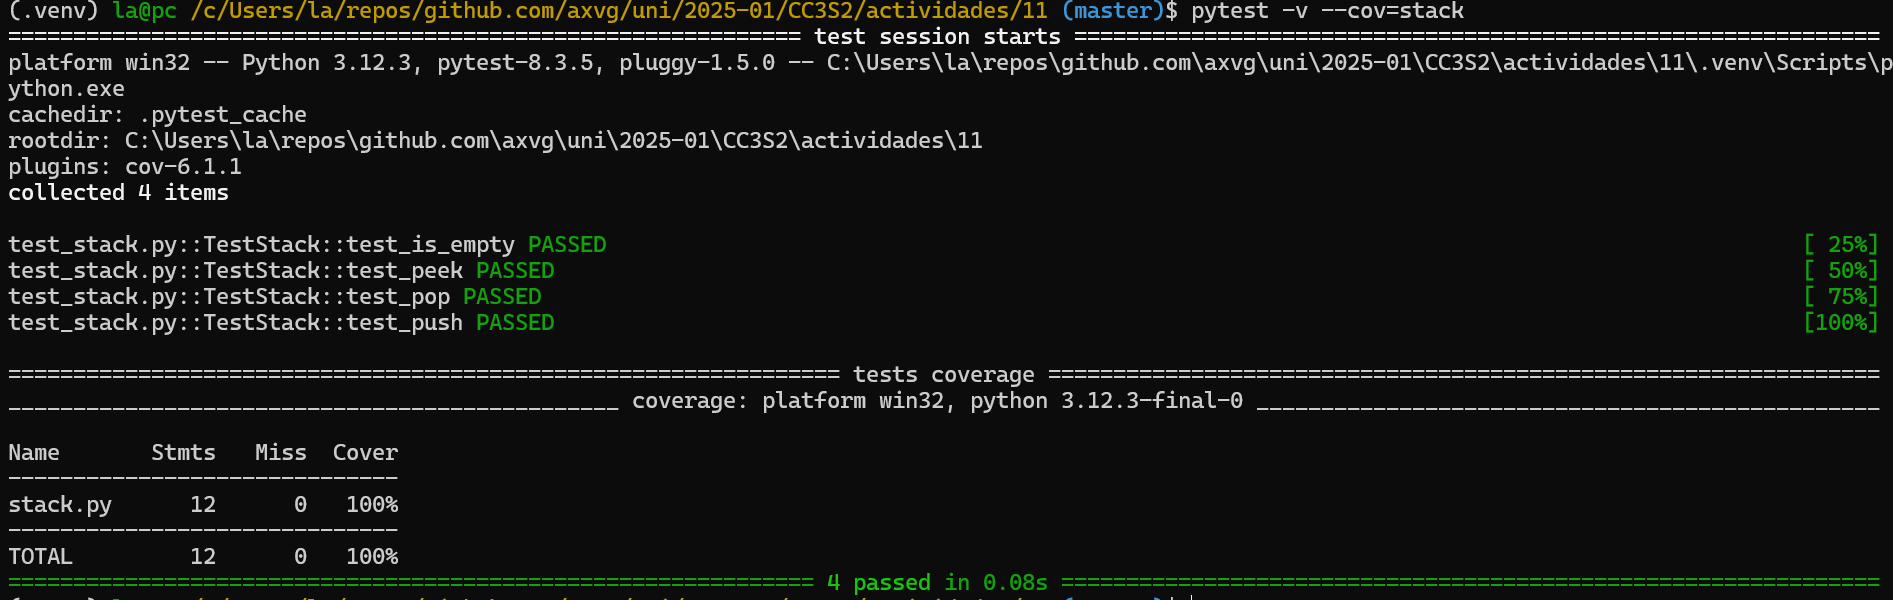 (.venv) la@pc /c/Users/la/repos/github.com/axvg/uni/2025-01/CC3S2/actividades/11 (master)$ pytest -v --cov=stack
============================================================= test session starts ==============================================================
platform win32 -- Python 3.12.3, pytest-8.3.5, pluggy-1.5.0 -- C:\Users\la\repos\github.com\axvg\uni\2025-01\CC3S2\actividades\11\.venv\Scripts\p
ython.exe
cachedir: .pytest_cache
rootdir: C:\Users\la\repos\github.com\axvg\uni\2025-01\CC3S2\actividades\11
plugins: cov-6.1.1
collected 4 items
test_stack.py::TestStack::test_is_empty PASSED [ 25%]
test_stack.py::TestStack::test_peek PASSED [ 50%]
test_stack.py::TestStack::test_pop PASSED [ 75%]
test_stack.py::TestStack::test_push PASSED [100%]
================================================================ tests coverage ================================================================
_______________________________________________ coverage: platform win32, python 3.12.3-final-0 ________________________________________________
Name       Stmts   Miss  Cover
------------------------------
stack.py      12      0   100%
------------------------------
TOTAL         12      0   100%
============================================================== 4 passed in 0.08s ===============================================================